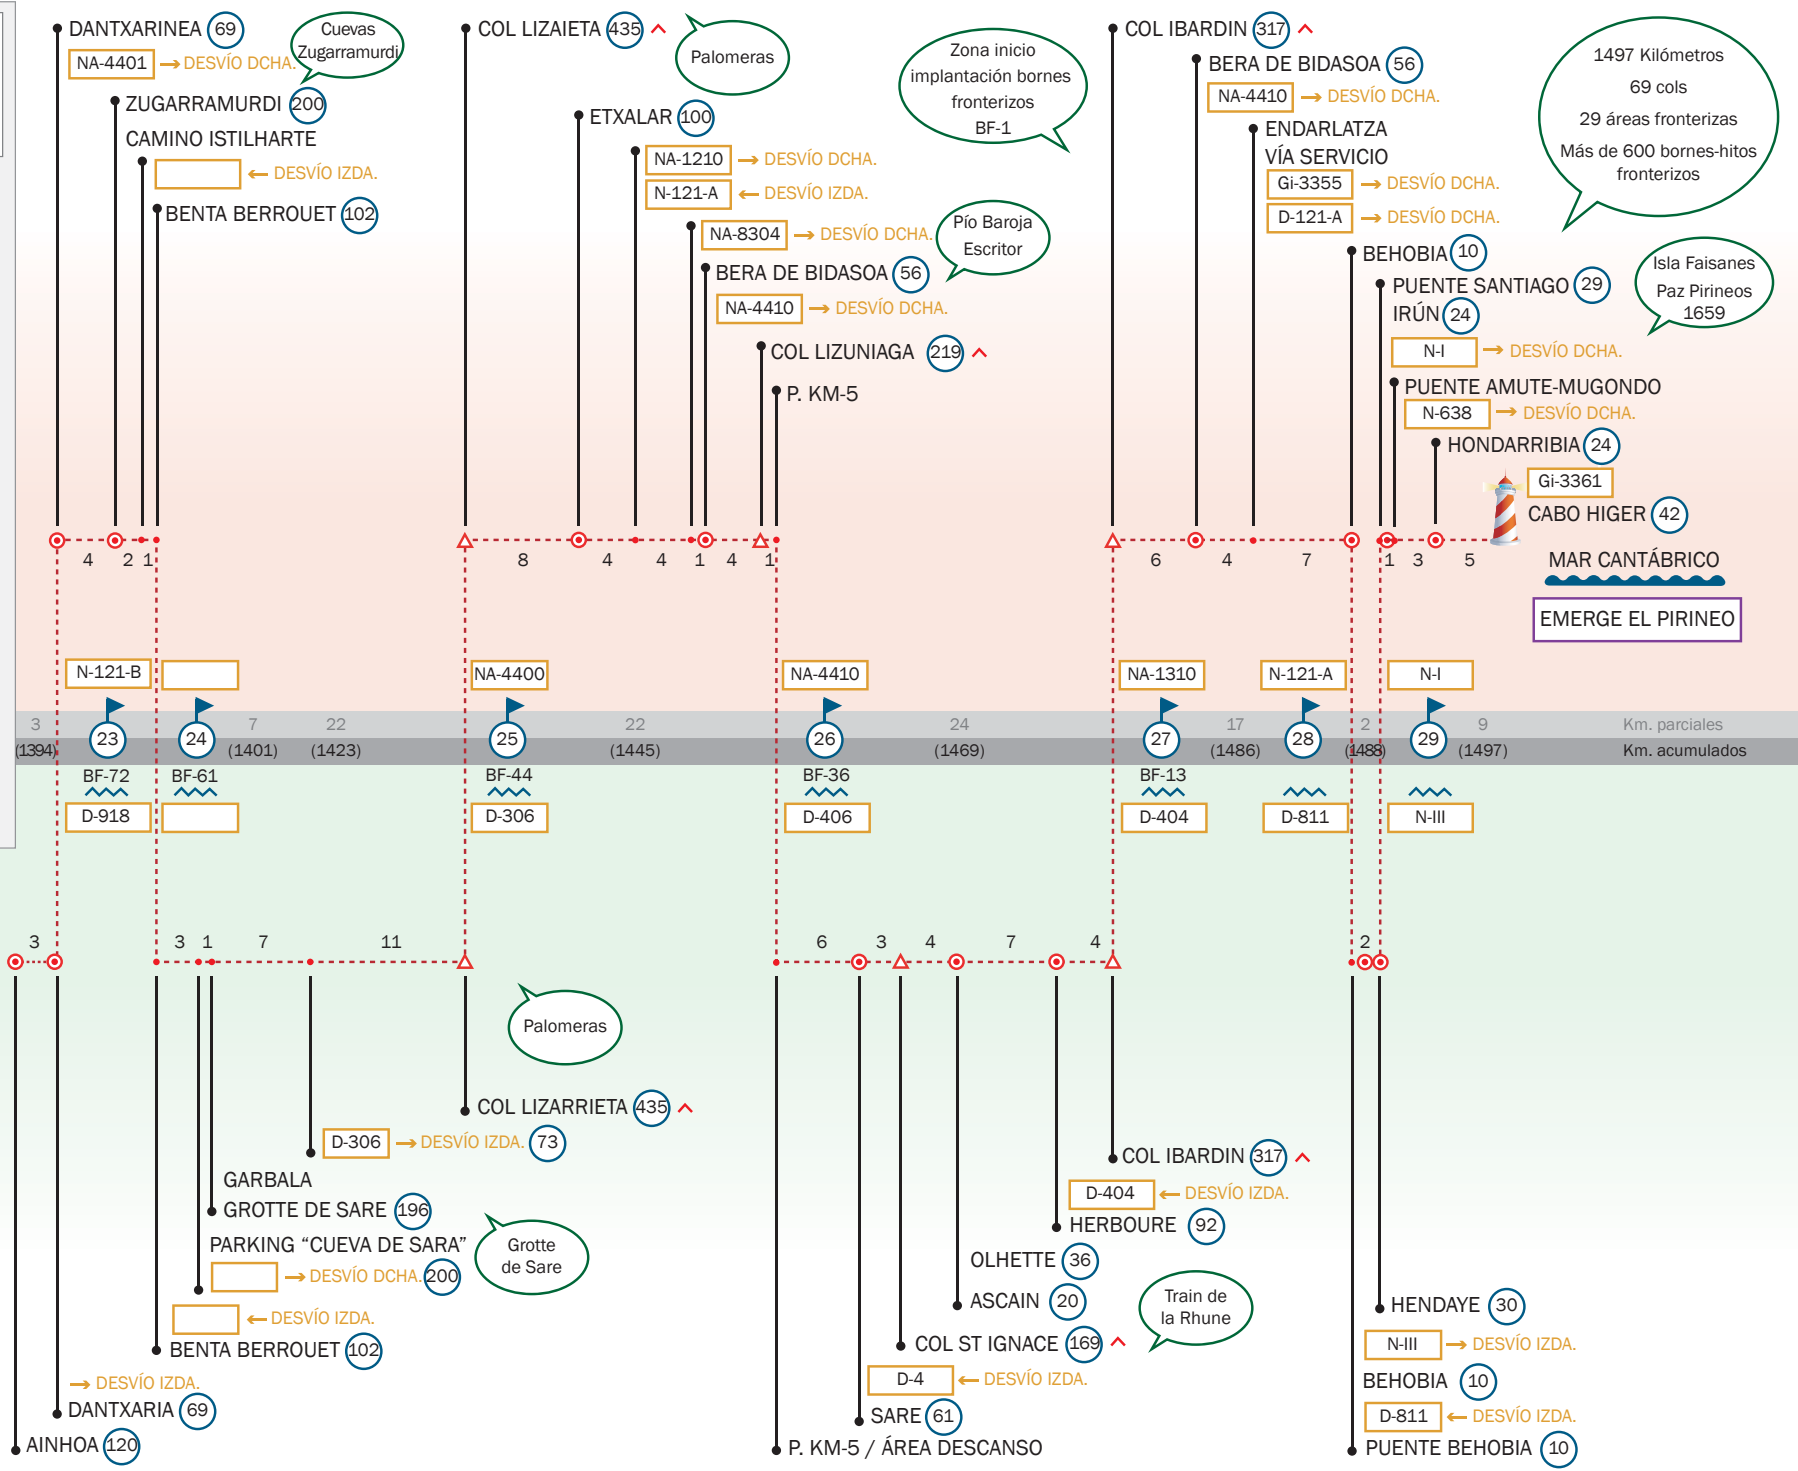 DANTXARINEA 69
NA-4401 DESVÍO DCHA.
Cuevas
Zugarramurdi
ZUGARRAMURDI 200
CAMINO ISTILHARTE
DESVÍO IZDA.
BENTA BERROUET 102
COL LIZAIETA 435
Palomeras
ETXALAR 100
NA-1210 DESVÍO DCHA.
N-121-A DESVÍO IZDA.
NA-8304 DESVÍO DCHA.
Pío Baroja
Escritor
BERA DE BIDASOA 56
NA-4410 DESVÍO DCHA.
COL LIZUNIAGA 219
P. KM-5
Zona inicio
implantación bornes
fronterizos
BF-1
COL IBARDIN 317
BERA DE BIDASOA 56
NA-4410 DESVÍO DCHA.
ENDARLATZA
VÍA SERVICIO
Gi-3355 DESVÍO DCHA.
D-121-A DESVÍO DCHA.
BEHOBIA 10
PUENTE SANTIAGO 29
IRÚN 24
N-I DESVÍO DCHA.
PUENTE AMUTE-MUGONDO
N-638 DESVÍO DCHA.
HONDARRIBIA 24
Gi-3361
CABO HIGER 42
1497 Kilómetros
69 cols
29 áreas fronterizas
Más de 600 bornes-hitos
fronterizos
Isla Faisanes
Paz Pirineos
1659
4 2 1 8 4 4 1 4 1 6 4 7 1 3 5
MAR CANTÁBRICO
EMERGE EL PIRINEO
N-121-B NA-4400 NA-4410 NA-1310 N-121-A N-I
3 7 22 22 24 17 2 9 Km. parciales
(1394) 23 24 (1401) (1423) 25 (1445) 26 (1469) 27 (1486) 28 (1488) 29 (1497) Km. acumulados
BF-72 BF-61 BF-44 BF-36 BF-13
D-918 D-306 D-406 D-404 D-811 N-III
3 3 1 7 11 6 3 4 7 4 2
Palomeras
COL LIZARRIETA 435
D-306 DESVÍO IZDA. 73
GARBALA
GROTTE DE SARE 196
PARKING “CUEVA DE SARA”
DESVÍO DCHA. 200
Grotte
de Sare
DESVÍO IZDA.
BENTA BERROUET 102
DESVÍO IZDA.
DANTXARIA 69
AINHOA 120
COL IBARDIN 317
D-404 DESVÍO IZDA.
HERBOURE 92
OLHETTE 36
ASCAIN 20
Train de
la Rhune
COL ST IGNACE 169
D-4 DESVÍO IZDA.
SARE 61
P. KM-5 / ÁREA DESCANSO
HENDAYE 30
N-III DESVÍO IZDA.
BEHOBIA 10
D-811 DESVÍO IZDA.
PUENTE BEHOBIA 10